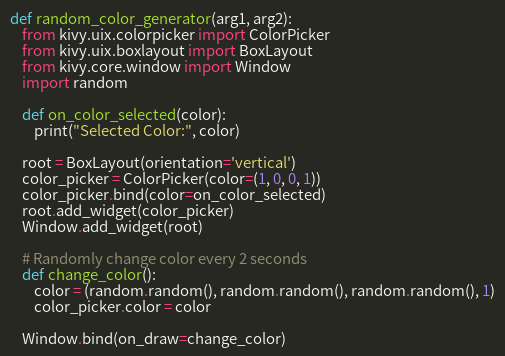 def random_color_generator(arg1, arg2):
    from kivy.uix.colorpicker import ColorPicker
    from kivy.uix.boxlayout import BoxLayout
    from kivy.core.window import Window
    import random

    def on_color_selected(color):
        print("Selected Color:", color)

    root = BoxLayout(orientation='vertical')
    color_picker = ColorPicker(color=(1, 0, 0, 1))
    color_picker.bind(color=on_color_selected)
    root.add_widget(color_picker)
    Window.add_widget(root)

    # Randomly change color every 2 seconds
    def change_color():
        color = (random.random(), random.random(), random.random(), 1)
        color_picker.color = color

    Window.bind(on_draw=change_color)